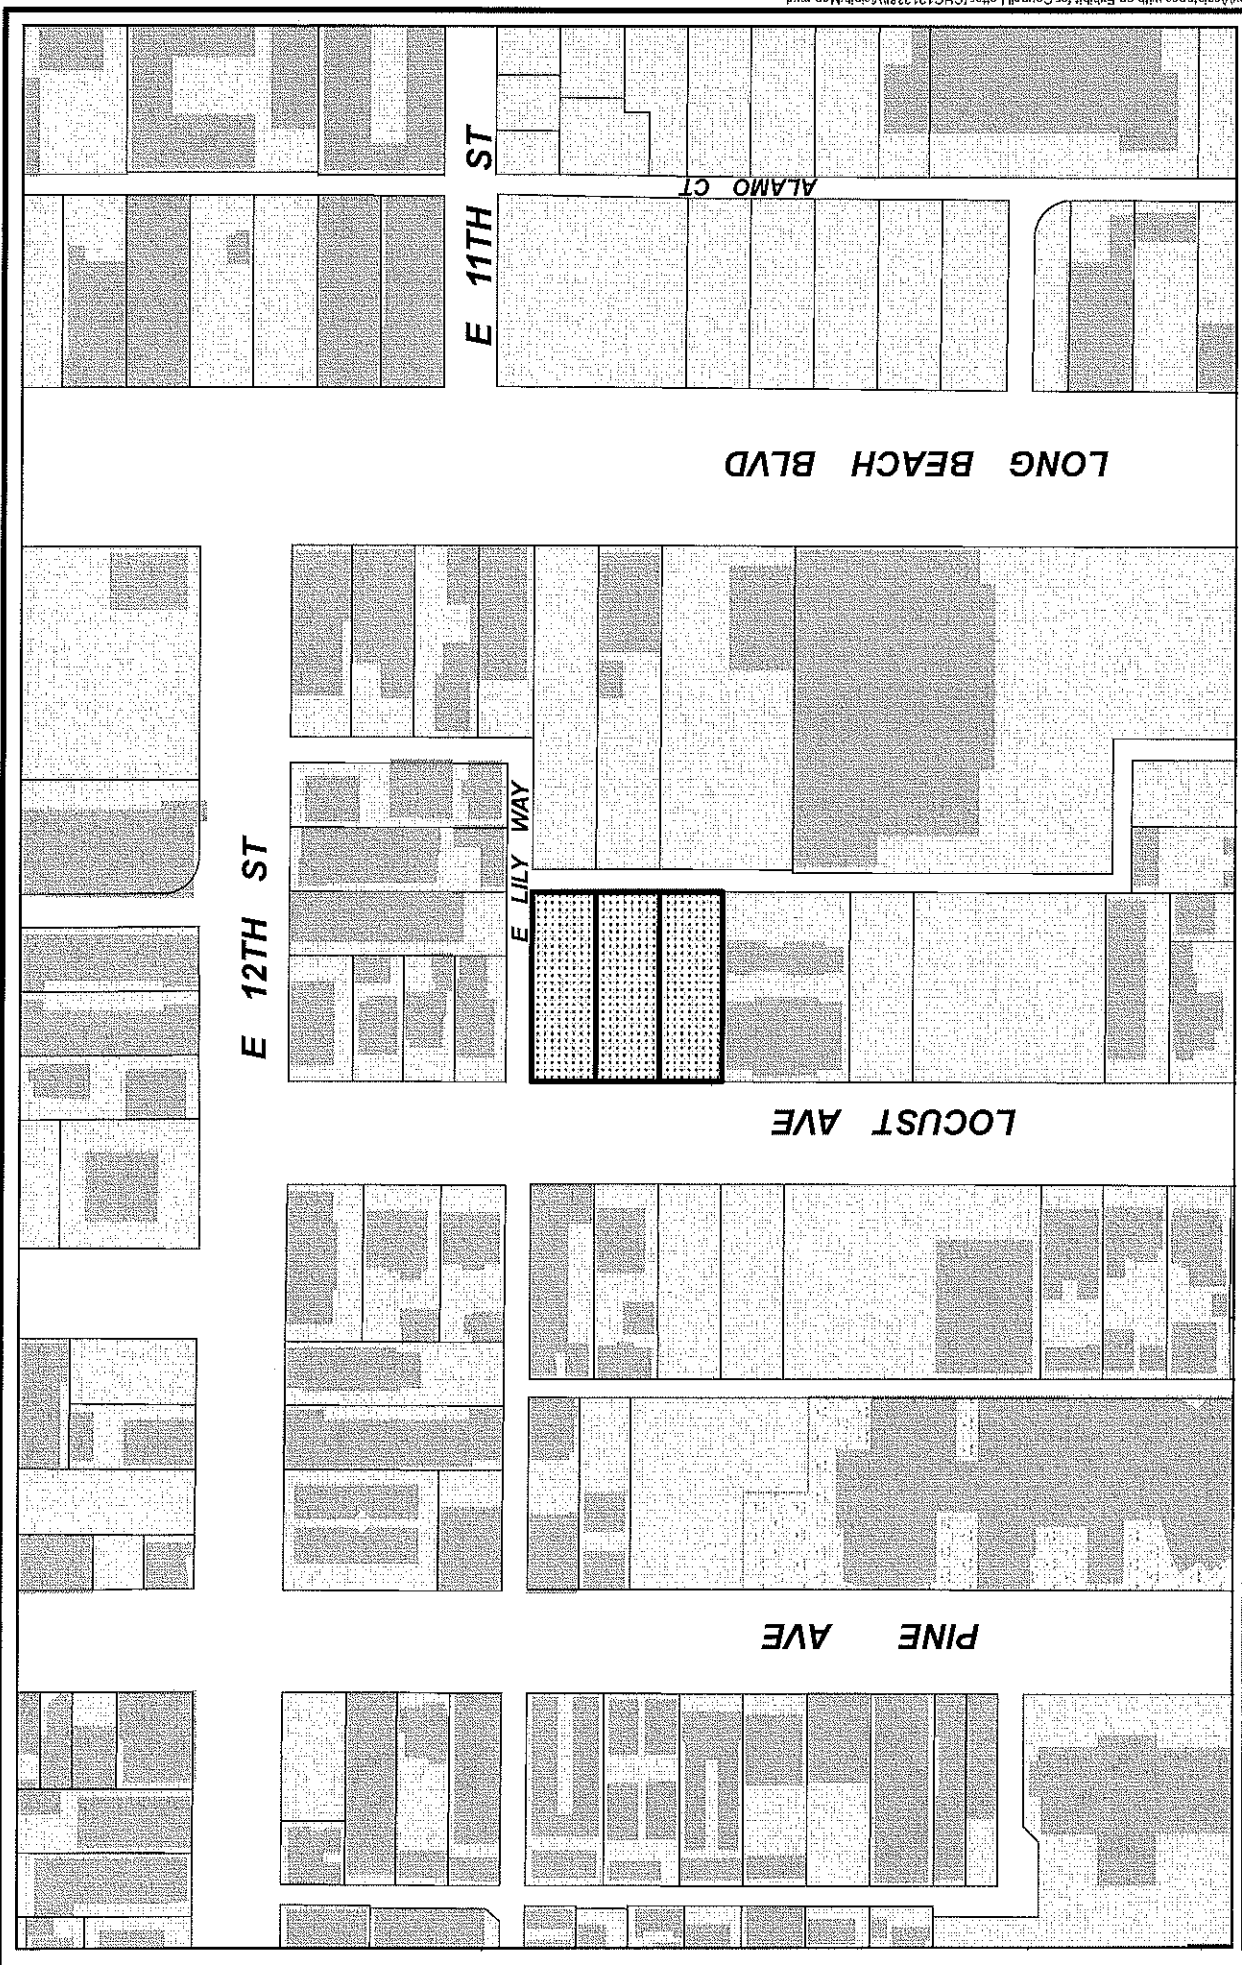 E 11TH ST
ALAMO CT
LONG BEACH BLVD
E 12TH ST
E LILY WAY
LOCUST AVE
PINE AVE